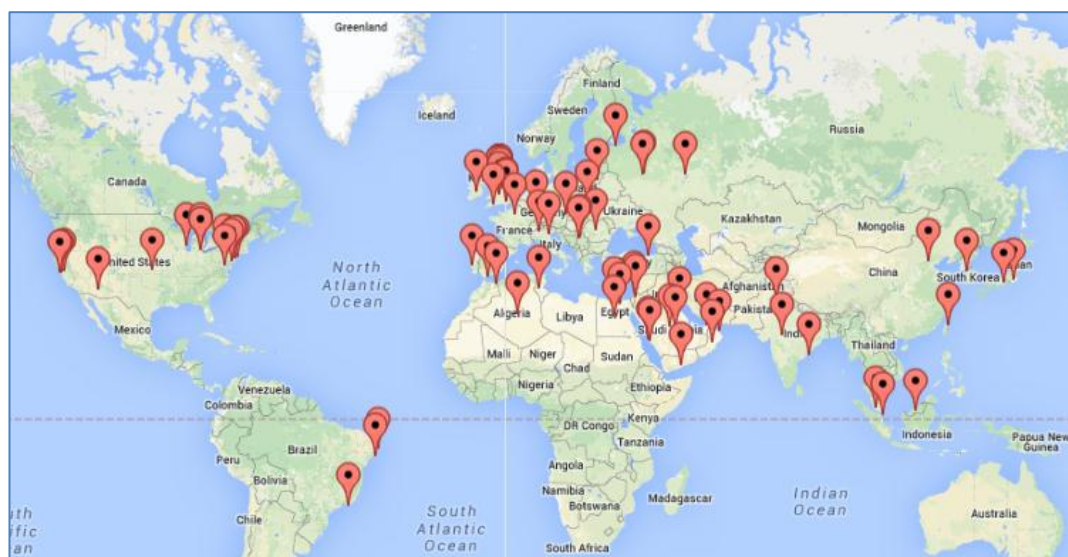 Greenland
Iceland
Finland
Sweden
Norway
Russia
Canada
Ukraine
Kazakhstan
Mongolia
France
Italy
United States
North
Atlantic
Ocean
China
South Korea
Afghanistan
Algeria
Libya
Egypt
Mexico
Mali
Niger
Chad
Sudan
Thailand
Nigeria
Ethiopia
Venezuela
Colombia
Kenya
DR Congo
Tanzania
Indonesia
Papua New
Guinea
Brazil
Peru
Angola
Bolivia
Namibia
Madagascar
Botswana
Indian
Ocean
Chile
South
Atlantic
Ocean
Australia
South Africa